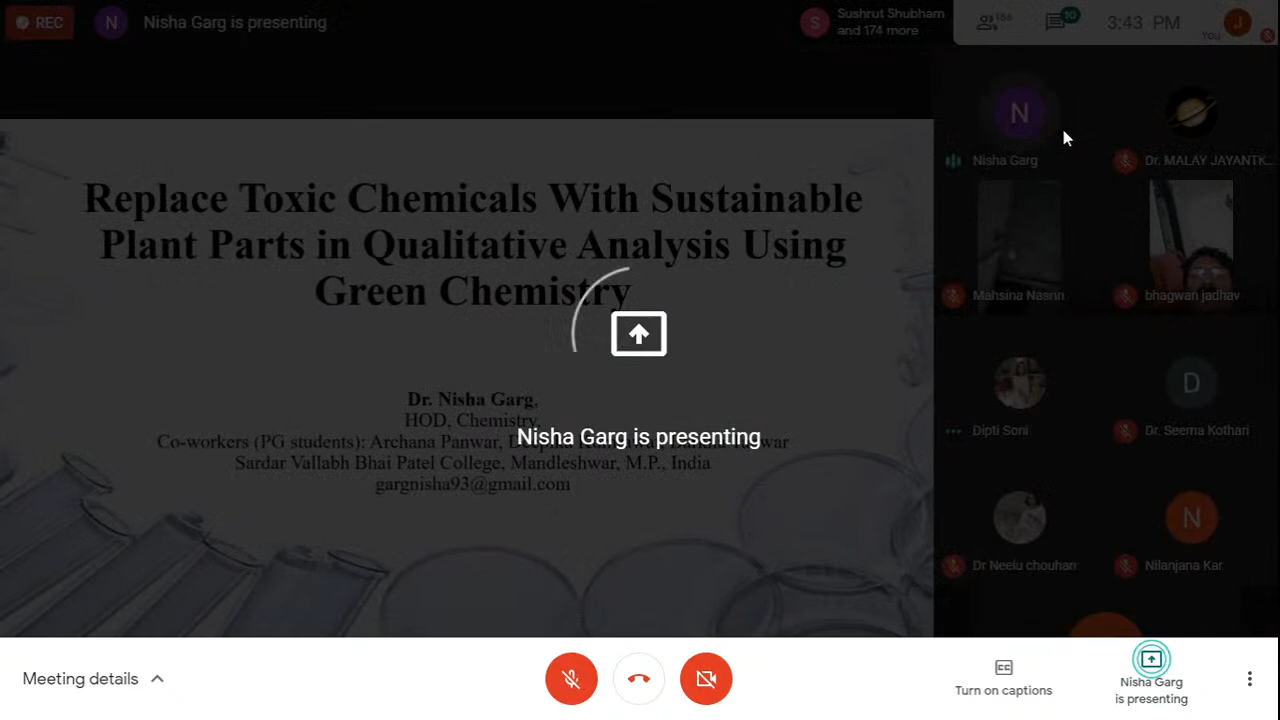 REC
N
Nisha Garg is presenting
S
Sushrut Shubham
and 174 more
186
10
3:43 PM
You
J
Replace Toxic Chemicals With Sustainable
Plant Parts in Qualitative Analysis Using
Green Chemistry
Dr. Nisha Garg,
HOD, Chemistry,
Co-workers (PG students): Archana Panwar,
Nisha Garg is presenting
Sardar Vallabh Bhai Patel College, Mandleshwar, M.P., India
gargnisha93@gmail.com
N
Nisha Garg
Dr. MALAY JAYANTK...
Mahsina Nasrin
bhagwan jadhav
D
Dipti Soni
Dr. Seema Kothari
N
Dr Neelu chouhan
Nilanjana Kar
Meeting details
CC
Turn on captions
Nisha Garg
is presenting